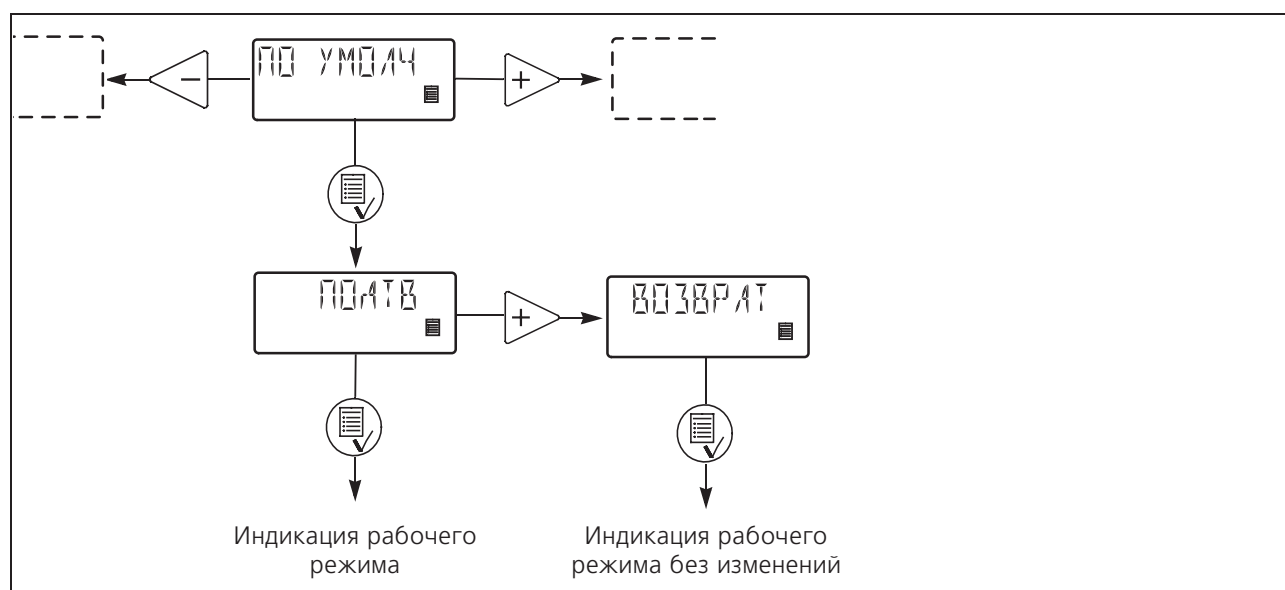 ПО УМОЛЧ
ПОДТВ
ВОЗВРАТ
Индикация рабочего
режима
Индикация рабочего
режима без изменений